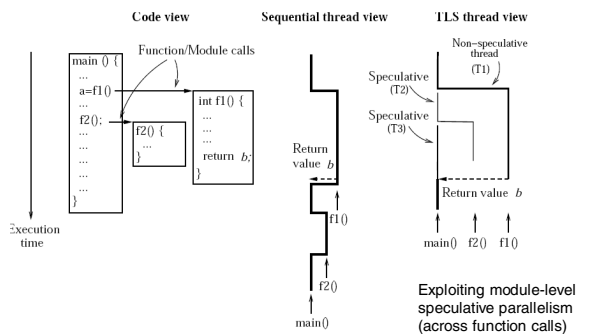 Code view
Sequential thread view
TLS thread view
Function/Module calls
main () {
...
a=f1()
...
f2();
...
...
...
...
...
}
f2() {
...
}
int f1() {
...
...
...
return b;
}
Execution
time
Return
value b
f1()
f2()
main()
Non-speculative
thread
(T1)
Speculative
(T2)
Speculative
(T3)
Return value b
main() f2() f1()
Exploiting module-level
speculative parallelism
(across function calls)